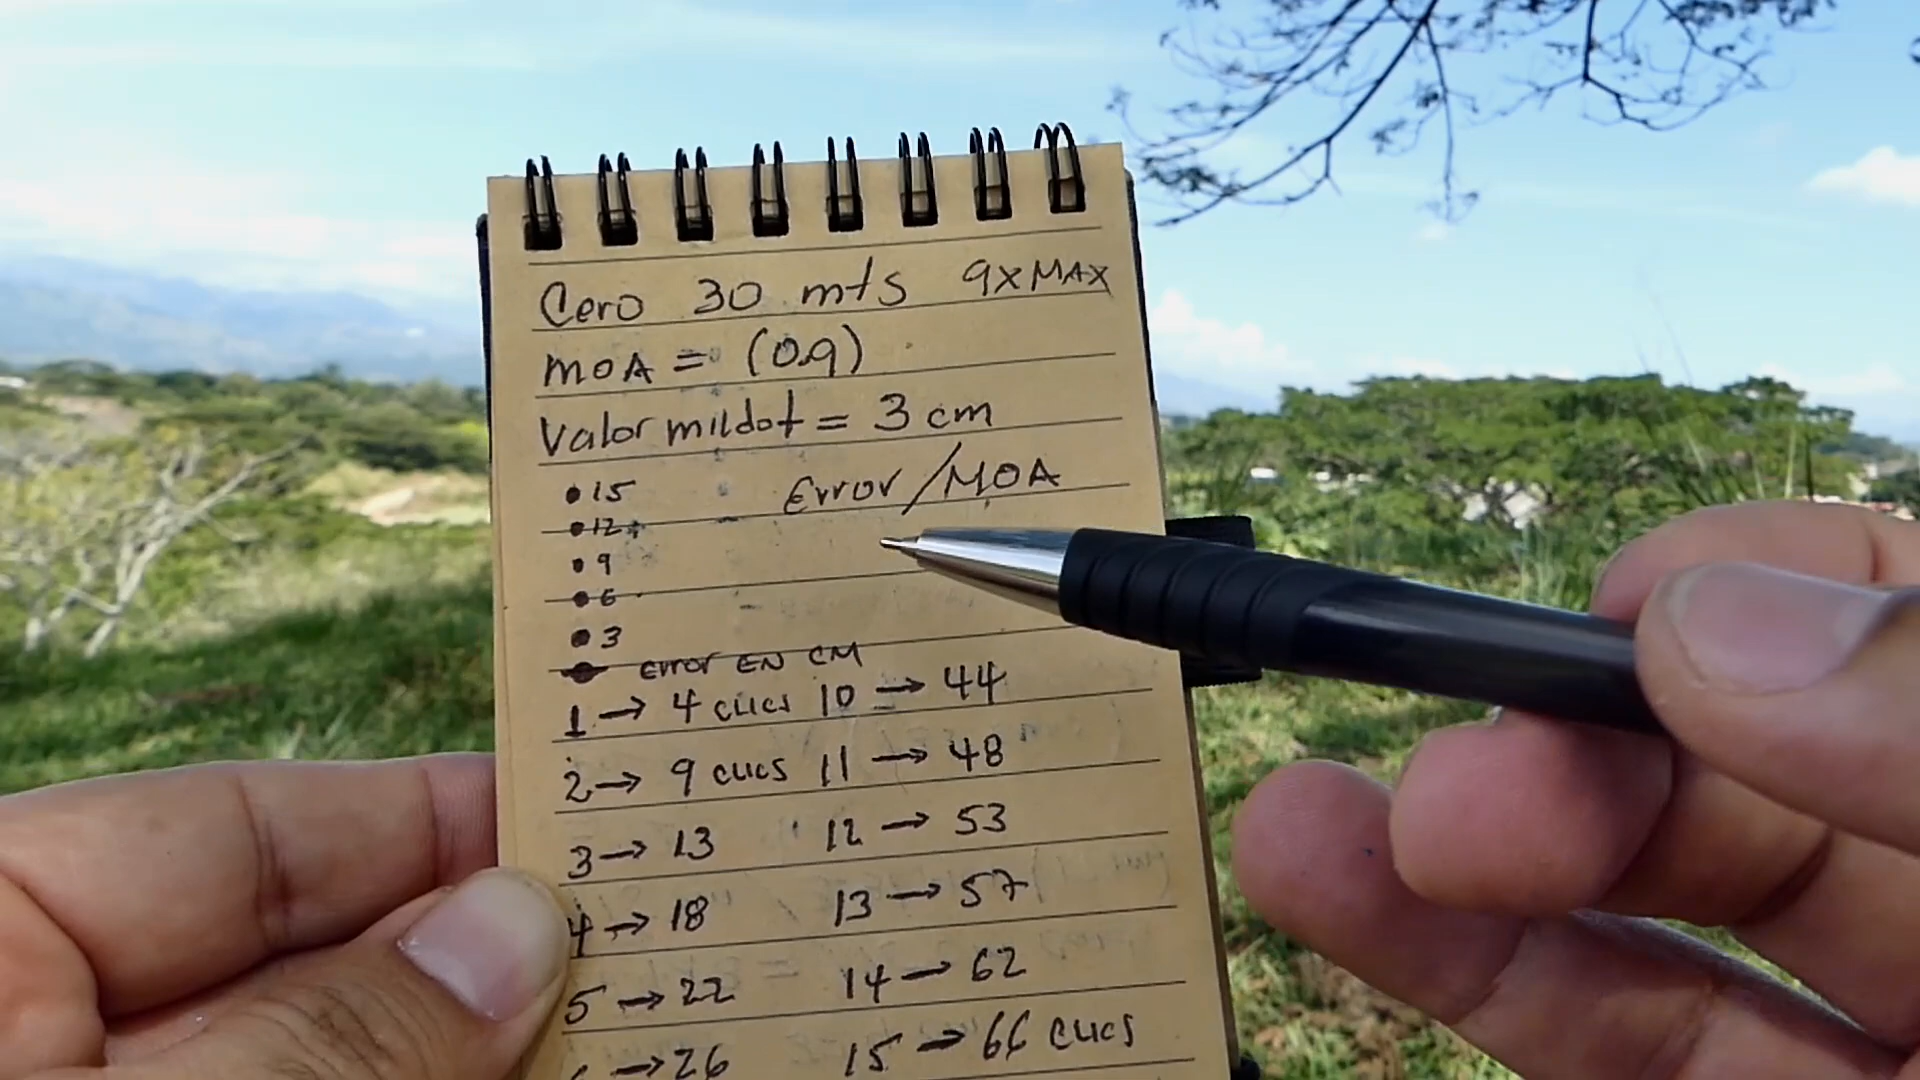 Cero 30 mts 9XMAX
MOA = (0.9)
Valor mildot = 3 cm
• 15 Error/MOA
• 12
• 9
• 6
• 3
Error EN CM
1 → 4 clics 10 → 44
2 → 9 clics 11 → 48
3 → 13 12 → 53
4 → 18 13 → 57
5 → 22 14 → 62
→ 26 15 → 66 clics